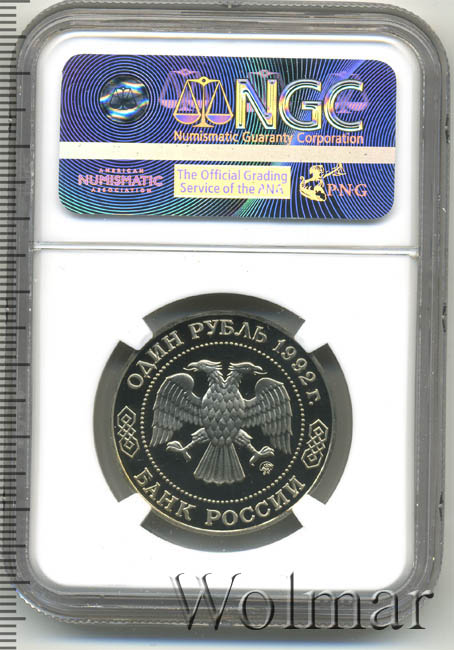 NGC
Numismatic Guaranty Corporation
AMERICAN
NUMISMATIC
ASSOCIATION
The Official Grading
Service of the PNG
PNG
ОДИН РУБЛЬ 1992 г.
БАНК РОССИИ
Wolmar